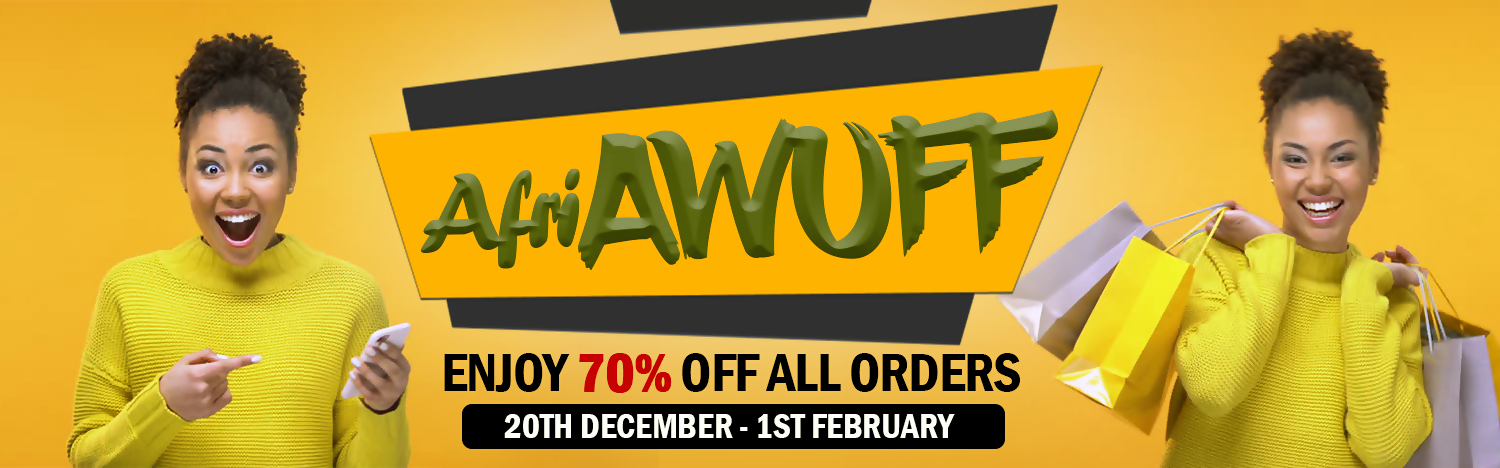 AfriAWUFF
ENJOY 70% OFF ALL ORDERS
20TH DECEMBER - 1ST FEBRUARY